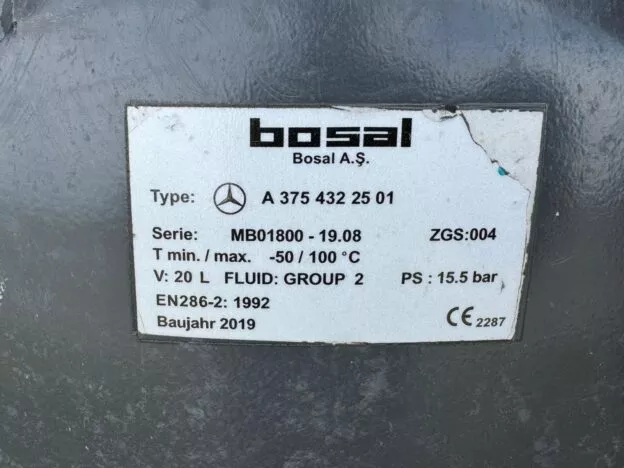 bosal
Bosal A.Ş.
Type: A 375 432 25 01
Serie: MB01800 - 19.08 ZGS:004
T min. / max. -50 / 100 °C
V: 20 L FLUID: GROUP 2 PS : 15.5 bar
EN286-2: 1992
Baujahr 2019 CE 2287